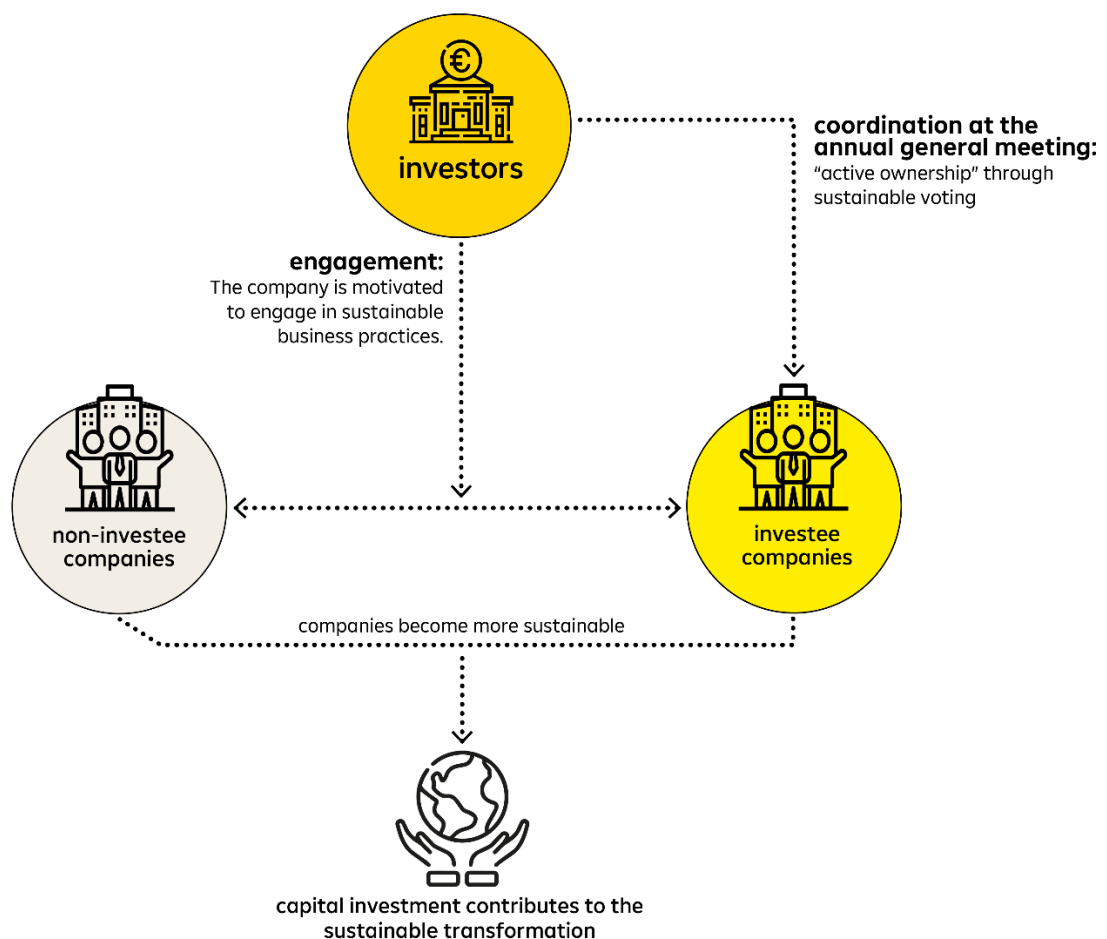 €
investors
coordination at the
annual general meeting:
“active ownership” through
sustainable voting
engagement:
The company is motivated
to engage in sustainable
business practices.
non-investee
companies
investee
companies
companies become more sustainable
capital investment contributes to the
sustainable transformation